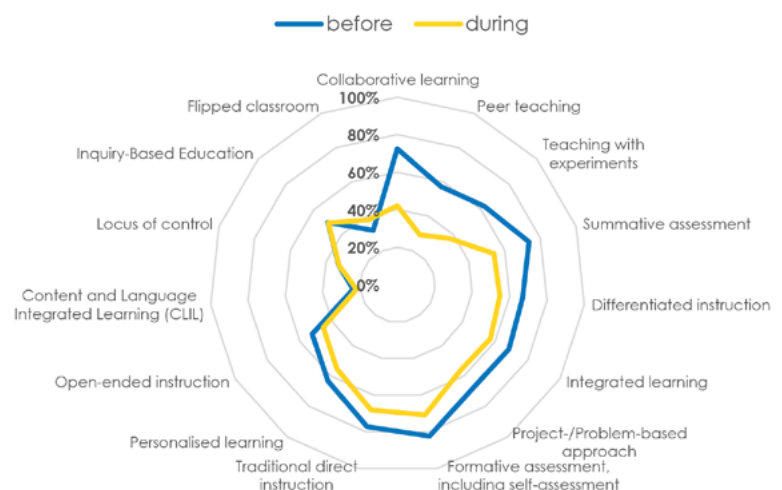 before
during
Collaborative learning
100%
Flipped classroom
Peer teaching
80%
Teaching with
experiments
Inquiry-Based Education
60%
40%
Locus of control
Summative assessment
20%
Content and Language
Integrated Learning (CLIL)
0%
Differentiated instruction
Open-ended instruction
Integrated learning
Personalised learning
Project-/Problem-based
approach
Traditional direct
instruction
Formative assessment,
including self-assessment